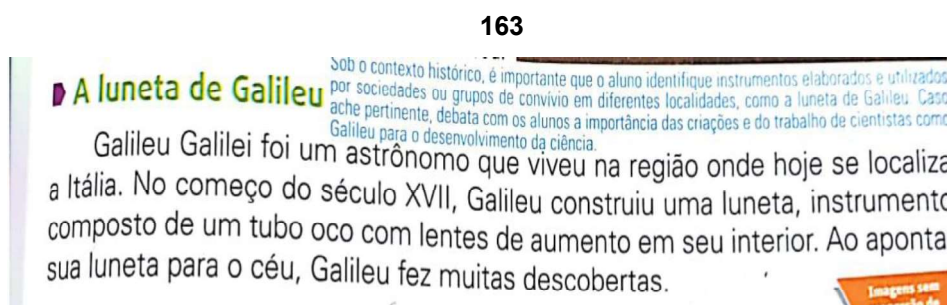 163
A luneta de Galileu
Sob o contexto histórico, é importante que o aluno identifique instrumentos elaborados e utilizados
por sociedades ou grupos de convívio em diferentes localidades, como a luneta de Galileu. Caso
ache pertinente, debata com os alunos a importância das criações e do trabalho de cientistas como
Galileu para o desenvolvimento da ciência.
Galileu Galilei foi um astrônomo que viveu na região onde hoje se localiza
a Itália. No começo do século XVII, Galileu construiu uma luneta, instrumento
composto de um tubo oco com lentes de aumento em seu interior. Ao aponta
sua luneta para o céu, Galileu fez muitas descobertas.
Imagens sem